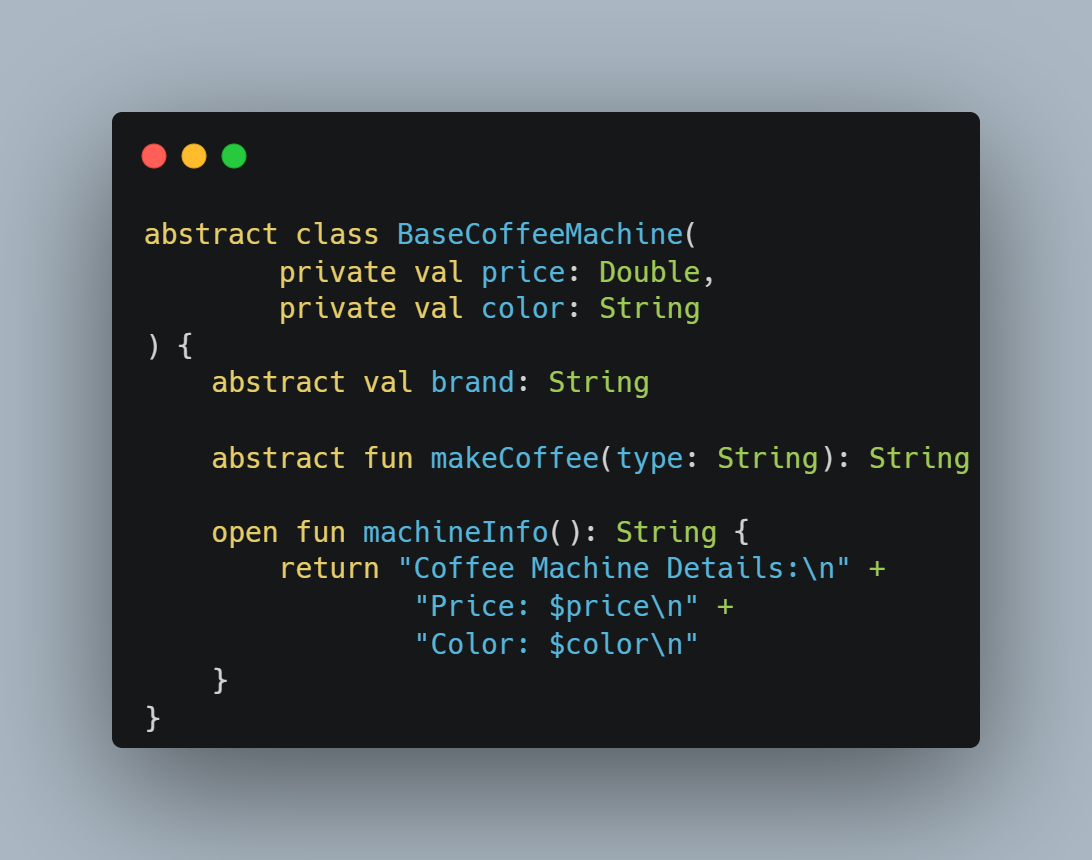 abstract class BaseCoffeeMachine(
        private val price: Double,
        private val color: String
) {
    abstract val brand: String

    abstract fun makeCoffee(type: String): String

    open fun machineInfo(): String {
        return "Coffee Machine Details:\n" +
                "Price: $price\n" +
                "Color: $color\n"
    }
}